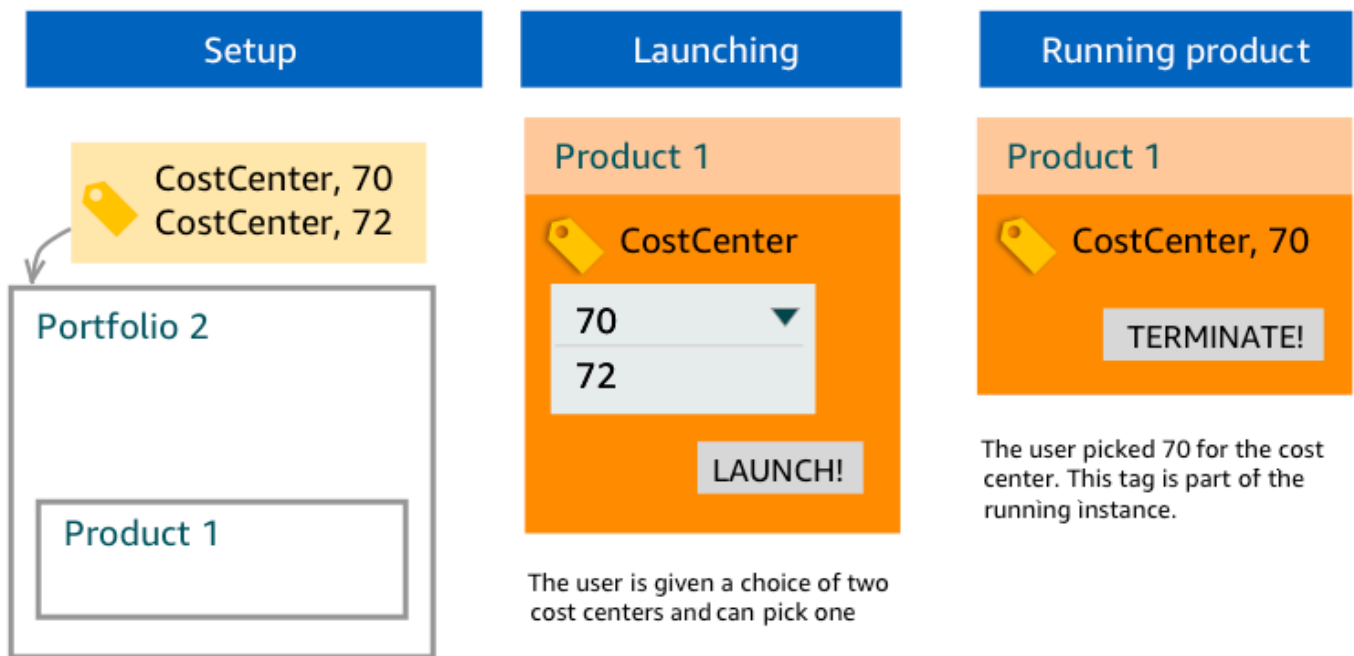 Setup
CostCenter, 70
CostCenter, 72
Portfolio 2
Product 1
Launching
Product 1
CostCenter
70
72
LAUNCH!
The user is given a choice of two
cost centers and can pick one
Running product
Product 1
CostCenter, 70
TERMINATE!
The user picked 70 for the cost
center. This tag is part of the
running instance.